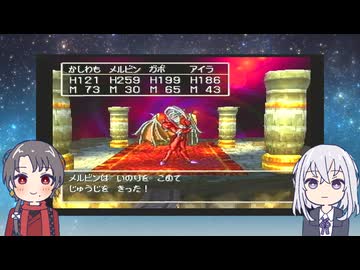 かしわも メルビン ガボ アイラ
H121 H259 H199 H186
M 73 M 30 M 65 M 43
メルビンは いのりを こめて
じゅうじを きった！